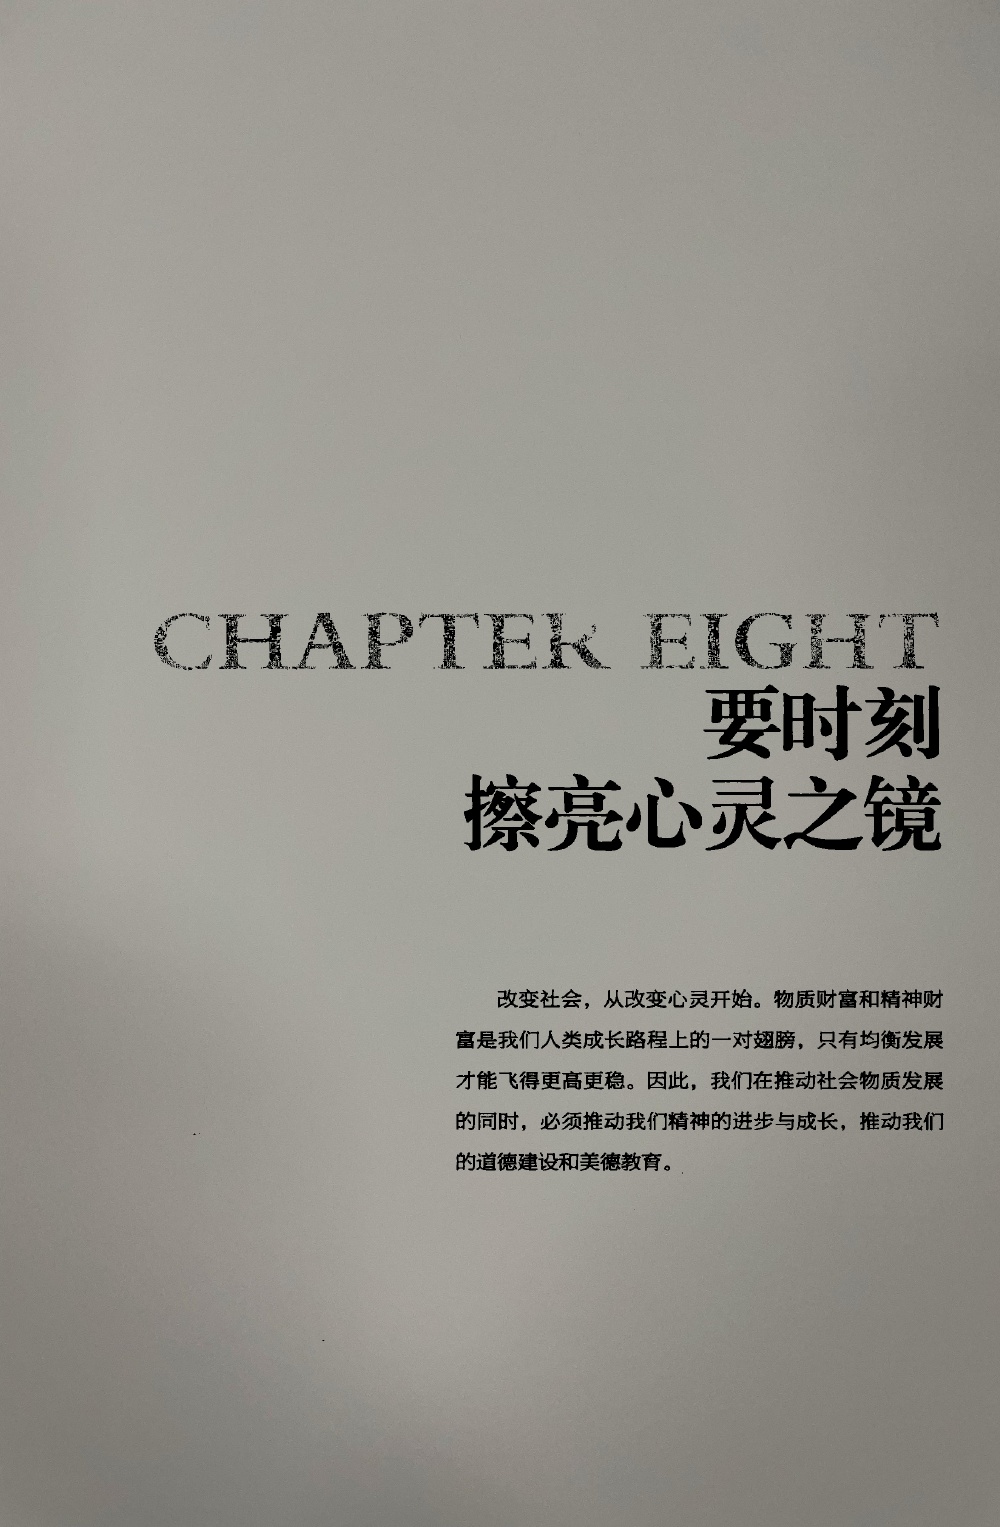 CHAPTER EIGHT
要时刻
擦亮心灵之镜
改变社会，从改变心灵开始。物质财富和精神财
富是我们人类成长路程上的一对翅膀，只有均衡发展
才能飞得更高更稳。因此，我们在推动社会物质发展
的同时，必须推动我们精神的进步与成长，推动我们
的道德建设和美德教育。